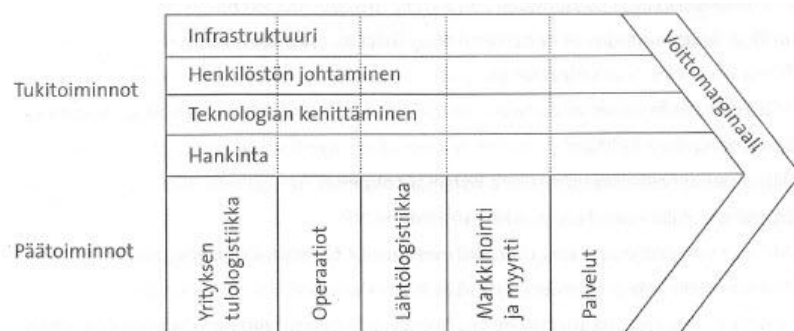 Infrastruktuuri
Henkilöstön johtaminen
Tukitoiminnot
Teknologian kehittäminen
Hankinta
Voittomarginaali
Päätoiminnot
Yrityksen
tulologistiikka
Operaatiot
Lähtölogistiikka
Markkinointi
ja myynti
Palvelut